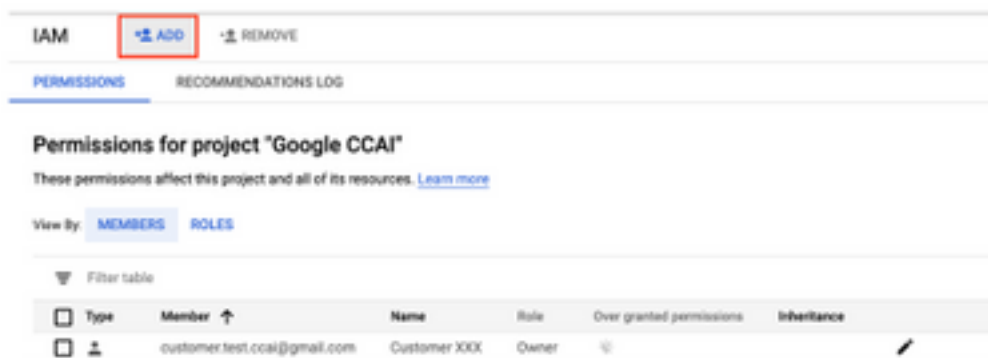 IAM ADD REMOVE
PERMISSIONS RECOMMENDATIONS LOG
Permissions for project "Google CCAI"
These permissions affect this project and all of its resources. Learn more
View By: MEMBERS ROLES
Filter table
Type Member Name Role Over granted permissions Inheritance
customer.test.ccai@gmail.com Customer XXX Owner